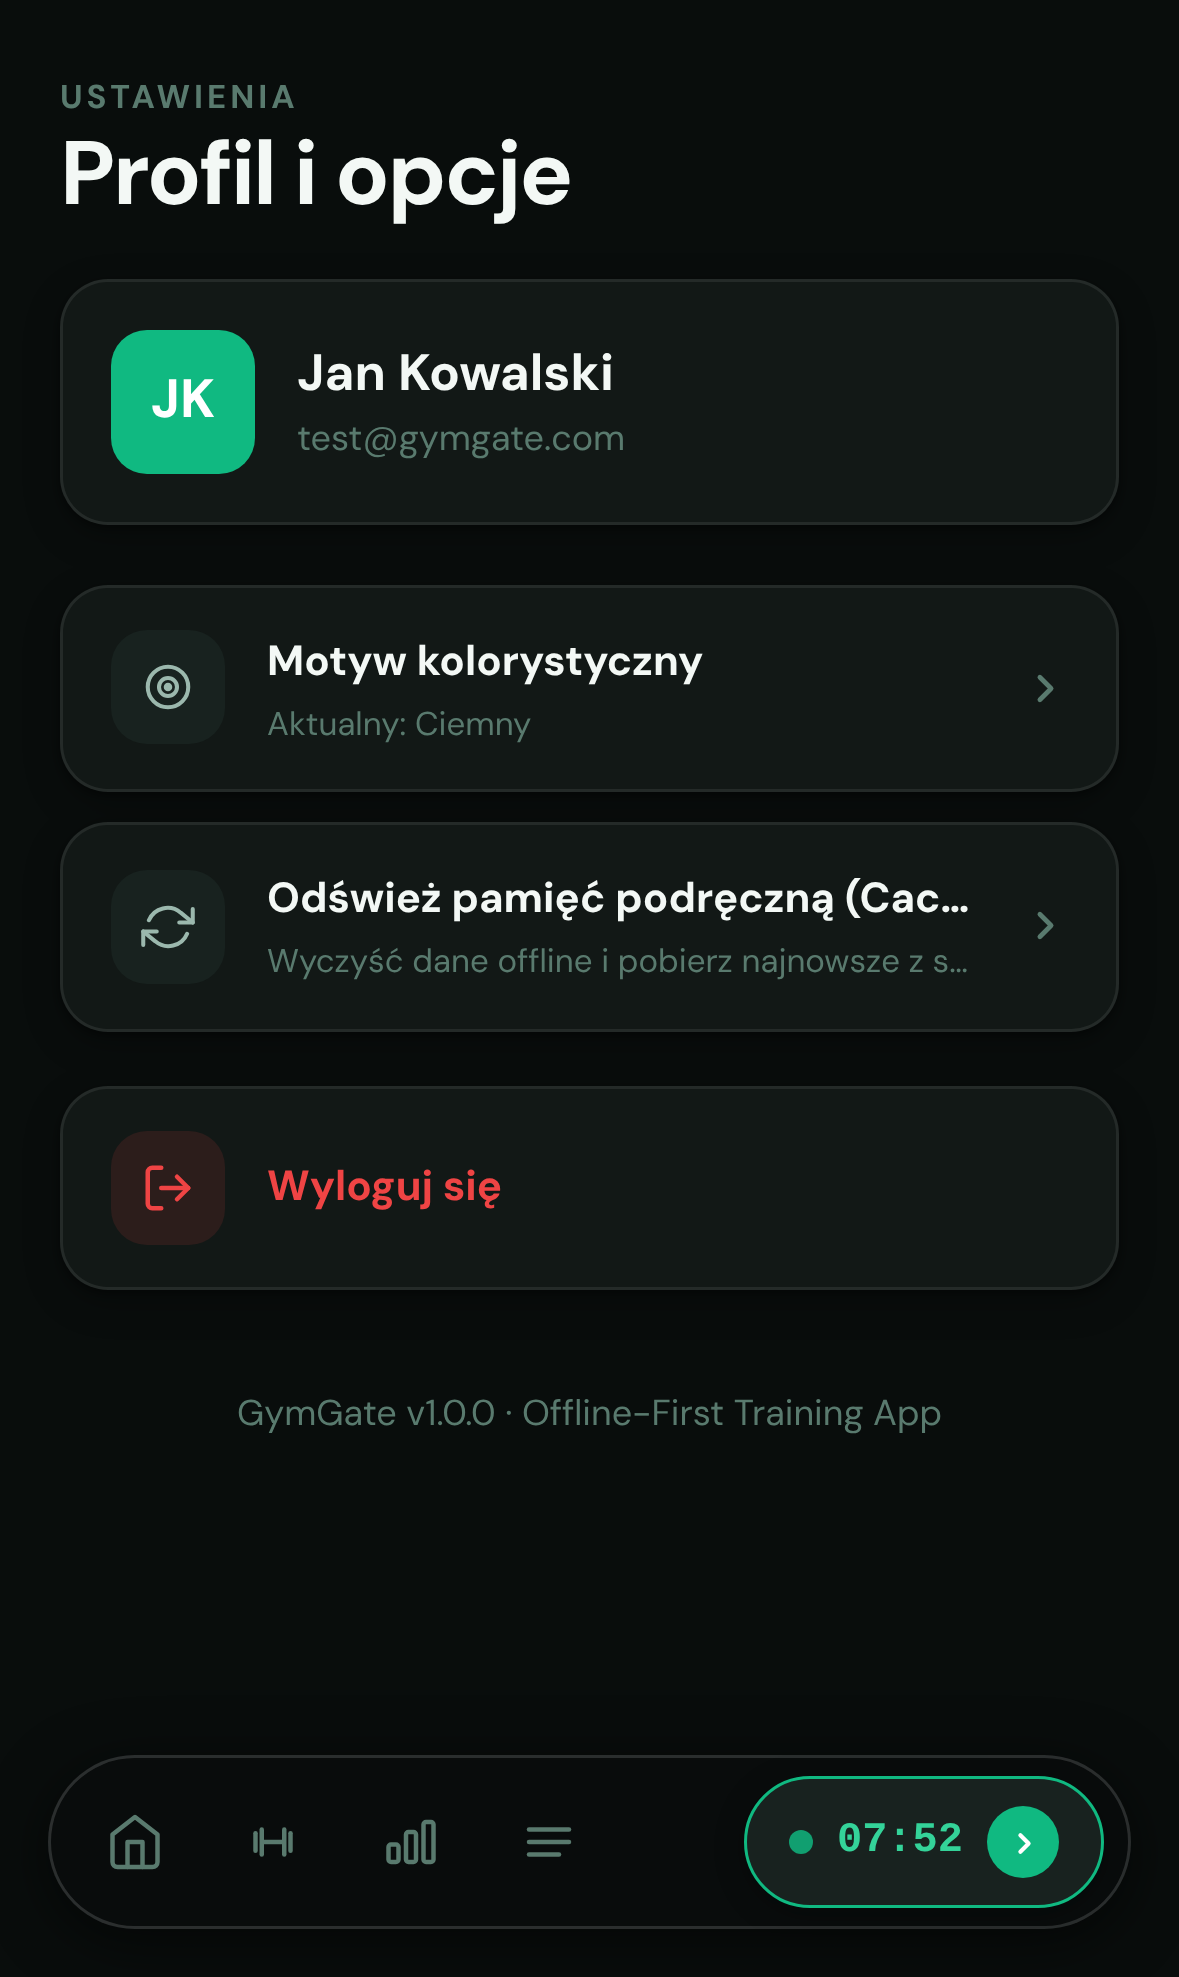 USTAWIENIA
Profil i opcje
JK
Jan Kowalski
test@gymgate.com
Motyw kolorystyczny
Aktualny: Ciemny
Odśwież pamięć podręczną (Cac...
Wyczyść dane offline i pobierz najnowsze z s...
Wyloguj się
GymGate v1.0.0 · Offline-First Training App
07:52